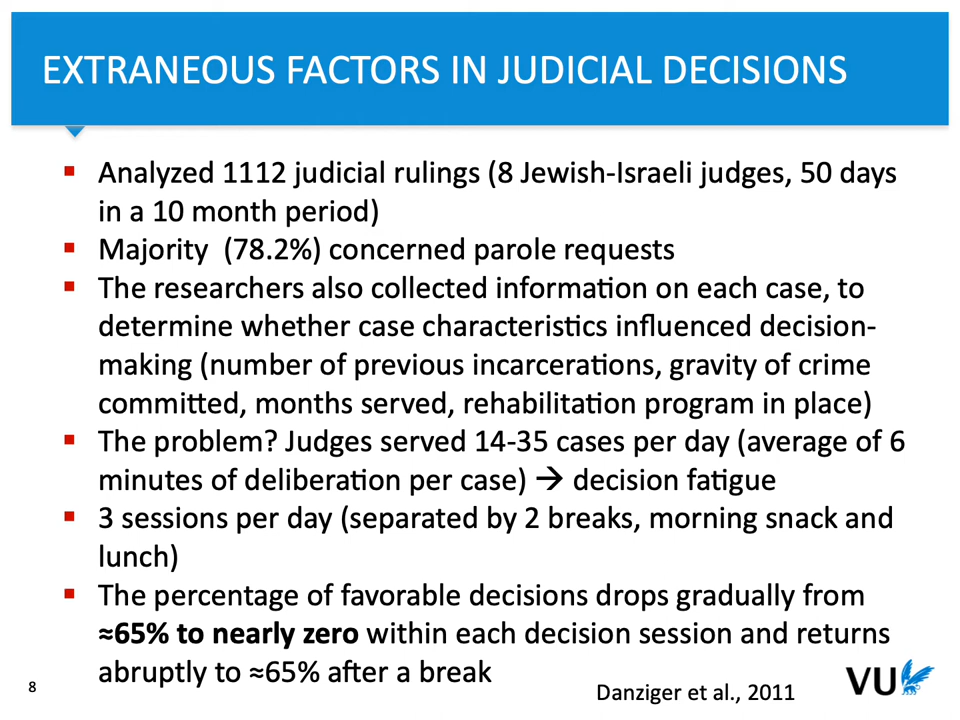 EXTRANEOUS FACTORS IN JUDICIAL DECISIONS
▪ Analyzed 1112 judicial rulings (8 Jewish-Israeli judges, 50 days
in a 10 month period)
▪ Majority (78.2%) concerned parole requests
▪ The researchers also collected information on each case, to
determine whether case characteristics influenced decision-
making (number of previous incarcerations, gravity of crime
committed, months served, rehabilitation program in place)
▪ The problem? Judges served 14-35 cases per day (average of 6
minutes of deliberation per case) → decision fatigue
▪ 3 sessions per day (separated by 2 breaks, morning snack and
lunch)
▪ The percentage of favorable decisions drops gradually from
≈65% to nearly zero within each decision session and returns
abruptly to ≈65% after a break
8
Danziger et al., 2011
VU